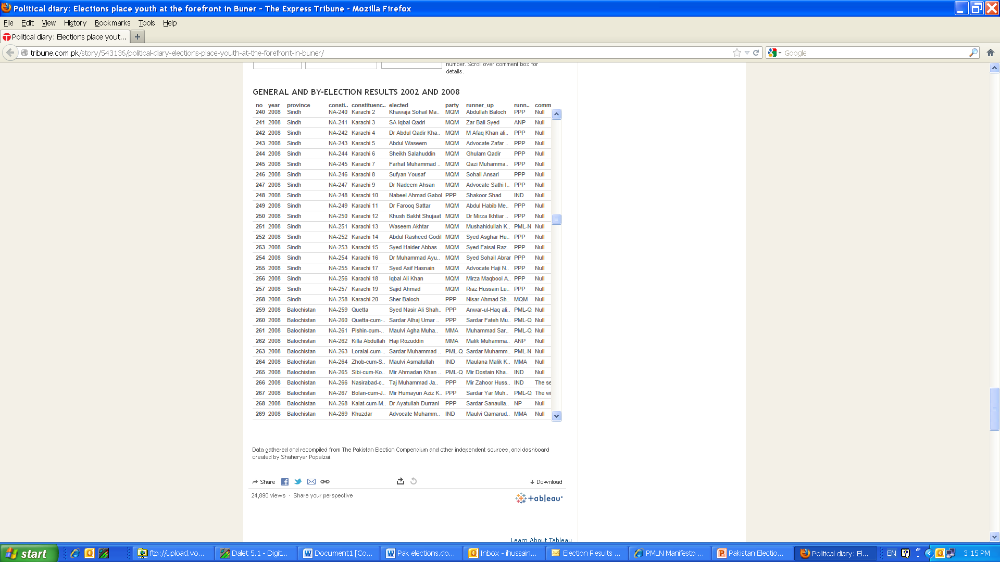 Political diary: Elections place youth at the forefront in Buner - The Express Tribune - Mozilla Firefox
File Edit View History Bookmarks Tools Help
Political diary: Elections place yout... +
tribune.com.pk/story/543136/political-diary-elections-place-youth-at-the-forefront-in-buner/ Google
number. Scroll over comment box for
details.
GENERAL AND BY-ELECTION RESULTS 2002 AND 2008
no year province consti.. constituenc.. elected party runner_up runn.. comm
240 2008 Sindh NA-240 Karachi 2 Khawaja Sohail Ma.. MQM Abdullah Baloch PPP Null
241 2008 Sindh NA-241 Karachi 3 SA Iqbal Qadri MQM Zar Bali Syed ANP Null
242 2008 Sindh NA-242 Karachi 4 Dr Abdul Qadir Kha.. MQM M Afaq Khan ali.. PPP Null
243 2008 Sindh NA-243 Karachi 5 Abdul Waseem MQM Advocate Zafar .. PPP Null
244 2008 Sindh NA-244 Karachi 6 Sheikh Salahuddin MQM Ghulam Qadir PPP Null
245 2008 Sindh NA-245 Karachi 7 Farhat Muhammad .. MQM Qazi Muhamma.. PPP Null
246 2008 Sindh NA-246 Karachi 8 Sufyan Yousaf MQM Sohail Ansari PPP Null
247 2008 Sindh NA-247 Karachi 9 Dr Nadeem Ahsan MQM Advocate Sathi I.. PPP Null
248 2008 Sindh NA-248 Karachi 10 Nabeel Ahmad Gabol PPP Shakoor Shad IND Null
249 2008 Sindh NA-249 Karachi 11 Dr Farooq Sattar MQM Abdul Habib Me.. PPP Null
250 2008 Sindh NA-250 Karachi 12 Khush Bakht Shujaat MQM Dr Mirza Ikhtiar .. PPP Null
251 2008 Sindh NA-251 Karachi 13 Waseem Akhtar MQM Mushahidullah K.. PML-N Null
252 2008 Sindh NA-252 Karachi 14 Abdul Rasheed Godil MQM Syed Asghar Hu.. PPP Null
253 2008 Sindh NA-253 Karachi 15 Syed Haider Abbas .. MQM Syed Faisal Raz.. PPP Null
254 2008 Sindh NA-254 Karachi 16 Dr Muhammad Ayu.. MQM Syed Sohail Abrar PPP Null
255 2008 Sindh NA-255 Karachi 17 Syed Asif Hasnain MQM Advocate Haji N.. PPP Null
256 2008 Sindh NA-256 Karachi 18 Iqbal Ali Khan MQM Mirza Maqbool A.. PPP Null
257 2008 Sindh NA-257 Karachi 19 Sajid Ahmad MQM Riaz Hussain Lu.. PPP Null
258 2008 Sindh NA-258 Karachi 20 Sher Baloch PPP Nisar Ahmad Sh.. MQM Null
259 2008 Balochistan NA-259 Quetta Syed Nasir Ali Shah.. PPP Anwar-ul-Haq ali.. PML-Q Null
260 2008 Balochistan NA-260 Quetta-cum-.. Sardar Alhaj Umar .. PPP Sardar Fateh Mu.. PML-Q Null
261 2008 Balochistan NA-261 Pishin-cum-.. Maulvi Agha Muha.. MMA Muhammad Sar.. PML-Q Null
262 2008 Balochistan NA-262 Killa Abdullah Haji Rozuddin MMA Malik Muhamma.. ANP Null
263 2008 Balochistan NA-263 Loralai-cum-.. Sardar Muhammad .. PML-Q Sardar Muhamm.. PML-N Null
264 2008 Balochistan NA-264 Zhob-cum-S.. Maulvi Asmatullah IND Maulana Malik K.. MMA Null
265 2008 Balochistan NA-265 Sibi-cum-Ko.. Mir Ahmadan Khan .. PML-Q Mir Dostain Kha.. IND Null
266 2008 Balochistan NA-266 Nasirabad-c.. Taj Muhammad Ja.. PPP Mir Zahoor Huss.. IND The se
267 2008 Balochistan NA-267 Bolan-cum-J.. Mir Humayun Aziz K.. PPP Sardar Yar Muh.. PML-Q The wi
268 2008 Balochistan NA-268 Kalat-cum-M.. Dr Ayatullah Durrani PPP Sardar Sanaulla.. NP Null
269 2008 Balochistan NA-269 Khuzdar Advocate Muhamm.. IND Maulvi Qamarud.. MMA Null
Data gathered and recompiled from The Pakistan Election Compendium and other independent sources, and dashboard
created by Shaheryar Popalzai.
Share Download
24,890 views · Share your perspective +ableau
Learn About Tableau
start ftp://upload.vo... Dalet 5.1 - Digit... Document1 [Co... Pak elections.do... Inbox - ihussain... Election Results ... PMLN Manifesto ... Pakistan Electio... Political diary: El... EN 3:15 PM